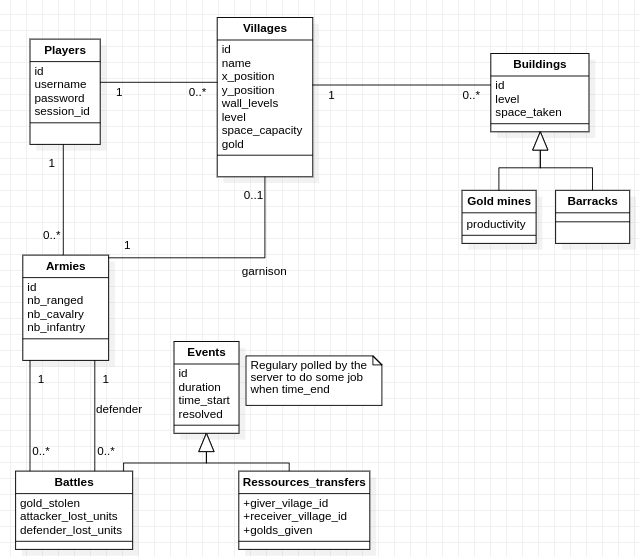 Players
id
username
password
session_id
1
0..*
Villages
id
name
x_position
y_position
wall_levels
level
space_capacity
gold
1
0..*
Buildings
id
level
space_taken
Gold mines
productivity
Barracks
1
0..*
0..1
1
garnison
Armies
id
nb_ranged
nb_cavalry
nb_infantry
1
1
defender
0..*
0..*
Events
id
duration
time_start
resolved
Regulary polled by the
server to do some job
when time_end
Battles
gold_stolen
attacker_lost_units
defender_lost_units
Ressources_transfers
+giver_vilage_id
+receiver_village_id
+golds_given